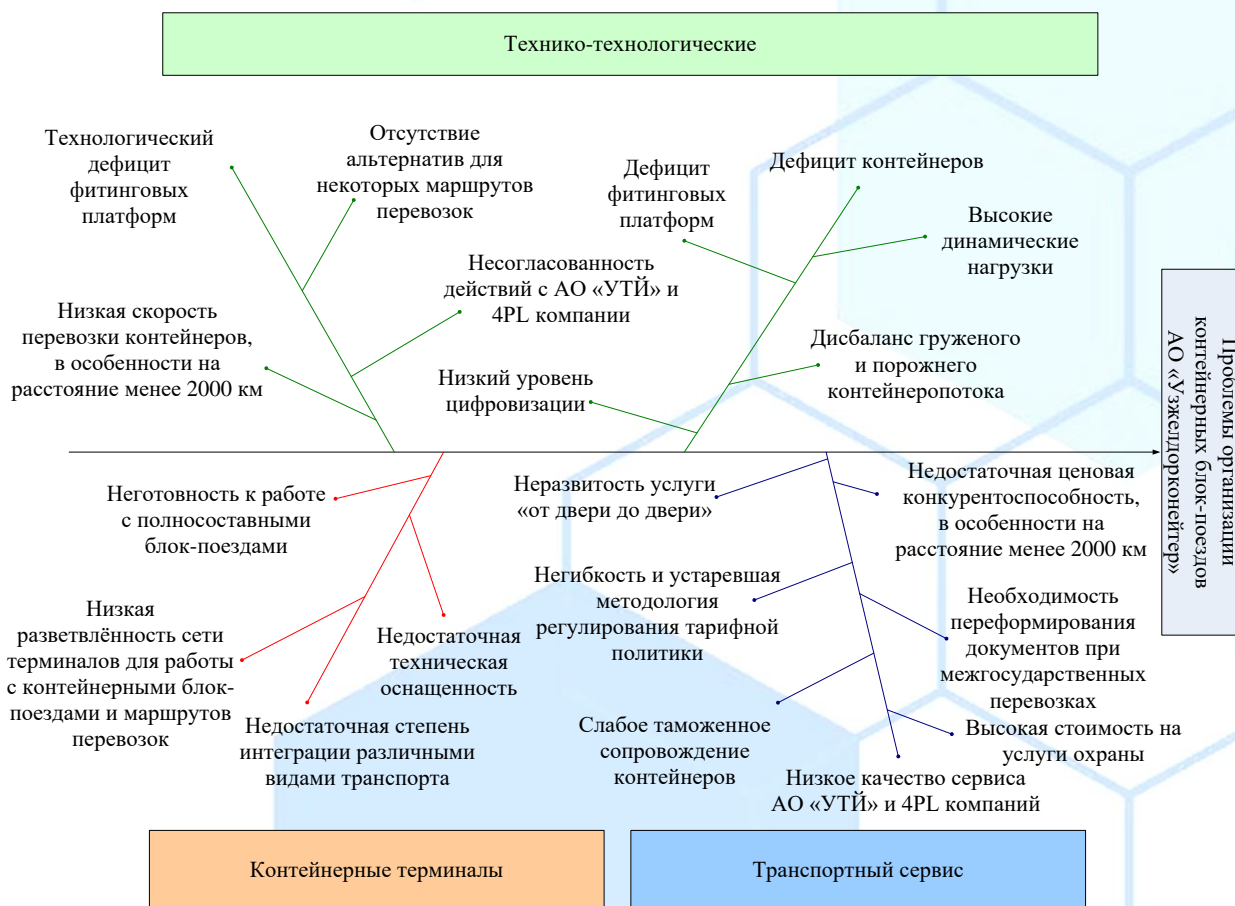 Технико-технологические
Технологический
дефицит
фитинговых
платформ
Отсутствие
альтернатив для
некоторых маршрутов
перевозок
Дефицит
фитинговых
платформ
Дефицит контейнеров
Высокие
динамические
нагрузки
Несогласованность
действий с АО «УТЙ» и
4PL компании
Низкая скорость
перевозки контейнеров,
в особенности на
расстояние менее 2000 км
Низкий уровень
цифровизации
Дисбаланс груженого
и порожнего
контейнеропотока
Проблемы организации
контейнерных блок-поездов
АО «Узжелдорконейтер»
Неготовность к работе
с полносоставными
блок-поездами
Низкая
разветвлённость сети
терминалов для работы
с контейнерными блок-
поездами и маршрутов
перевозок
Недостаточная
техническая
оснащенность
Недостаточная степень
интеграции различными
видами транспорта
Неразвитость услуги
«от двери до двери»
Недостаточная ценовая
конкурентоспособность,
в особенности на
расстояние менее 2000 км
Негибкость и устаревшая
методология
регулирования тарифной
политики
Необходимость
переформирования
документов при
межгосударственных
перевозках
Слабое таможенное
сопровождение
контейнеров
Высокая стоимость на
услуги охраны
Низкое качество сервиса
АО «УТЙ» и 4PL компаний
Контейнерные терминалы
Транспортный сервис